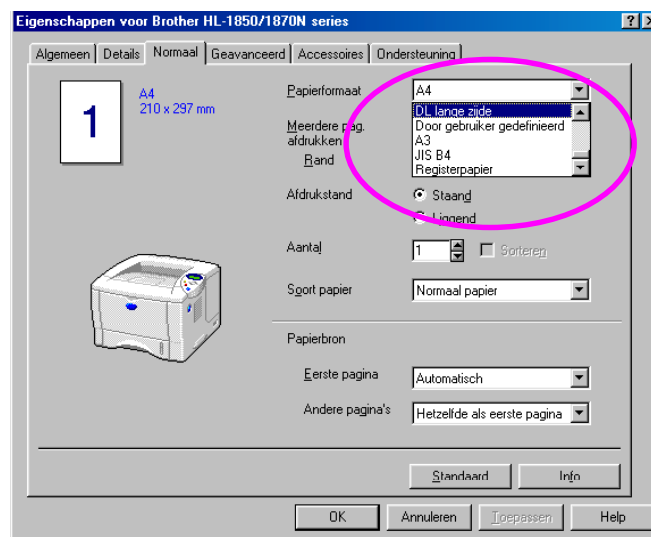 Eigenschappen voor Brother HL-1850/1870N series
Algemeen Details Normaal Geavanceerd Accessoires Ondersteuning
1
A4
210 x 297 mm
Papierformaat A4
DL lange zijde
Door gebruiker gedefinieerd
A3
JIS B4
Registerpapier
Meerdere pag. afdrukken
Rand
Afdrukstand Staand
Liggend
Aantal 1 Sorteren
Soort papier Normaal papier
Papierbron
Eerste pagina Automatisch
Andere pagina's Hetzelfde als eerste pagina
Standaard Info
OK Annuleren Toepassen Help